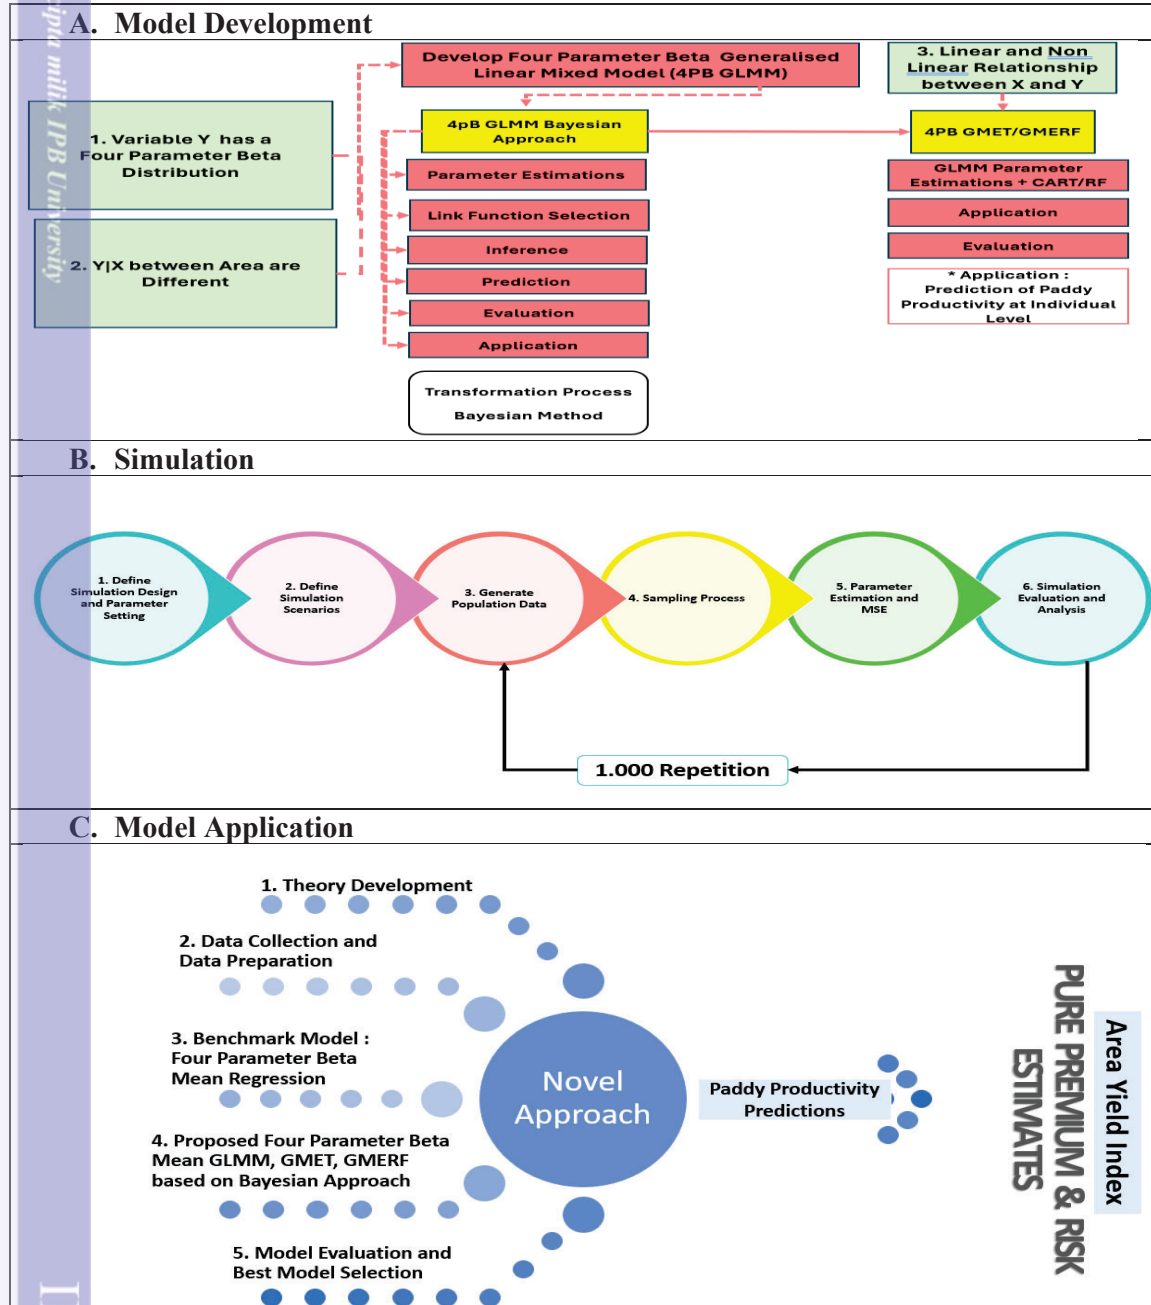 A. Model Development
Develop Four Parameter Beta Generalised
Linear Mixed Model (4PB GLMM)
3. Linear and Non
Linear Relationship
between X and Y
1. Variable Y has a
Four Parameter Beta
Distribution
2. Y|X between Area are
Different
4pB GLMM Bayesian
Approach
Parameter Estimations
Link Function Selection
Inference
Prediction
Evaluation
Application
Transformation Process
Bayesian Method
4PB GMET/GMERF
GLMM Parameter
Estimations + CART/RF
Application
Evaluation
* Application :
Prediction of Paddy
Productivity at Individual
Level
B. Simulation
1. Define
Simulation Design
and Parameter
Setting
2. Define
Simulation
Scenarios
3. Generate
Population Data
4. Sampling Process
5. Parameter
Estimation and
MSE
6. Simulation
Evaluation and
Analysis
1.000 Repetition
C. Model Application
1. Theory Development
2. Data Collection and
Data Preparation
3. Benchmark Model :
Four Parameter Beta
Mean Regression
4. Proposed Four Parameter Beta
Mean GLMM, GMET, GMERF
based on Bayesian Approach
5. Model Evaluation and
Best Model Selection
Novel
Approach
Paddy Productivity
Predictions
Area Yield Index
PURE PREMIUM & RISK
ESTIMATES
milik IPB University